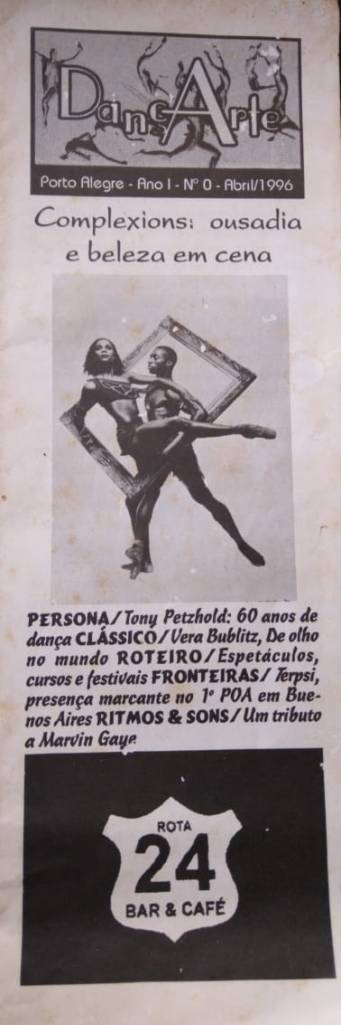 DançArte
Porto Alegre - Ano I - Nº 0 - Abril/1996
Complexions: ousadia
e beleza em cena
PERSONA/Tony Petzhold: 60 anos de
dança CLÁSSICO/Vera Bublitz, De olho
no mundo ROTEIRO/Espetáculos,
cursos e festivais FRONTEIRAS/Terpsi,
presença marcante no 1º POA em Bue-
nos Aires RITMOS & SONS/Um tributo
a Marvin Gaye
ROTA
24
BAR & CAFÉ